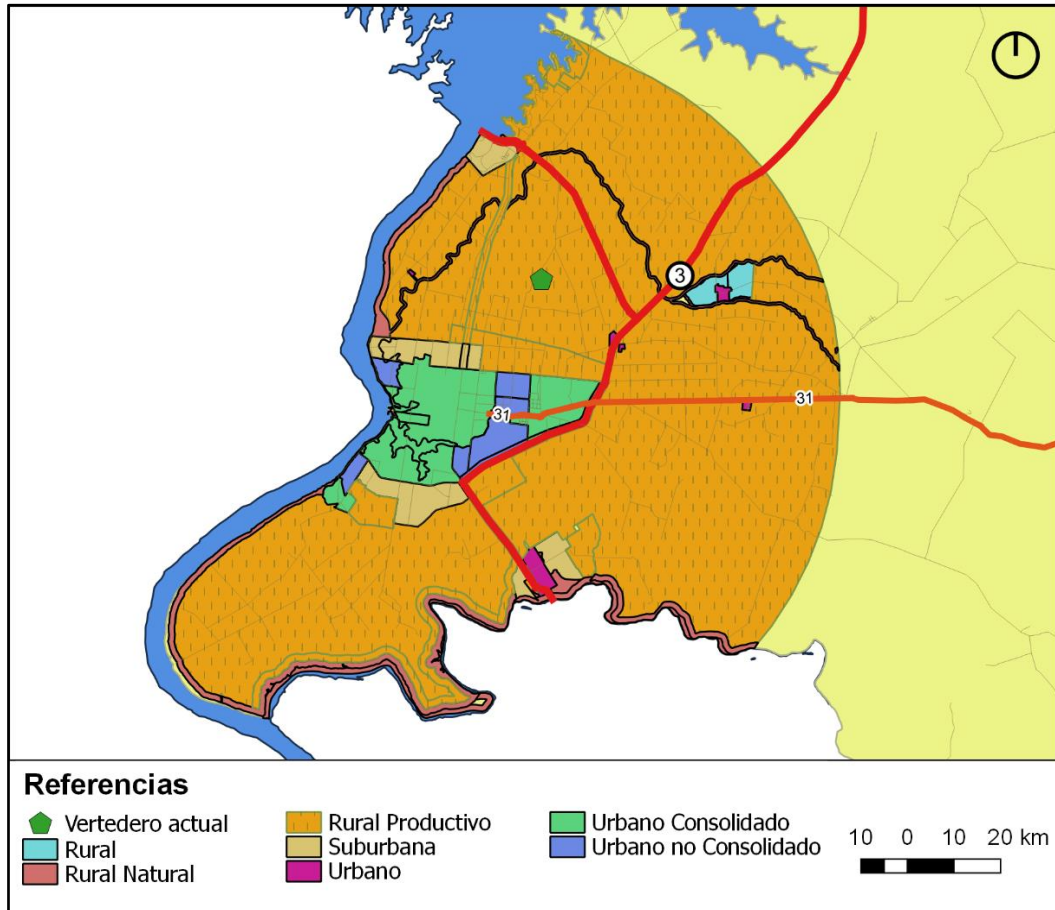 3
31
31
Referencias
Vertedero actual
Rural
Rural Natural
Rural Productivo
Suburbana
Urbano
Urbano Consolidado
Urbano no Consolidado
10 0 10 20 km